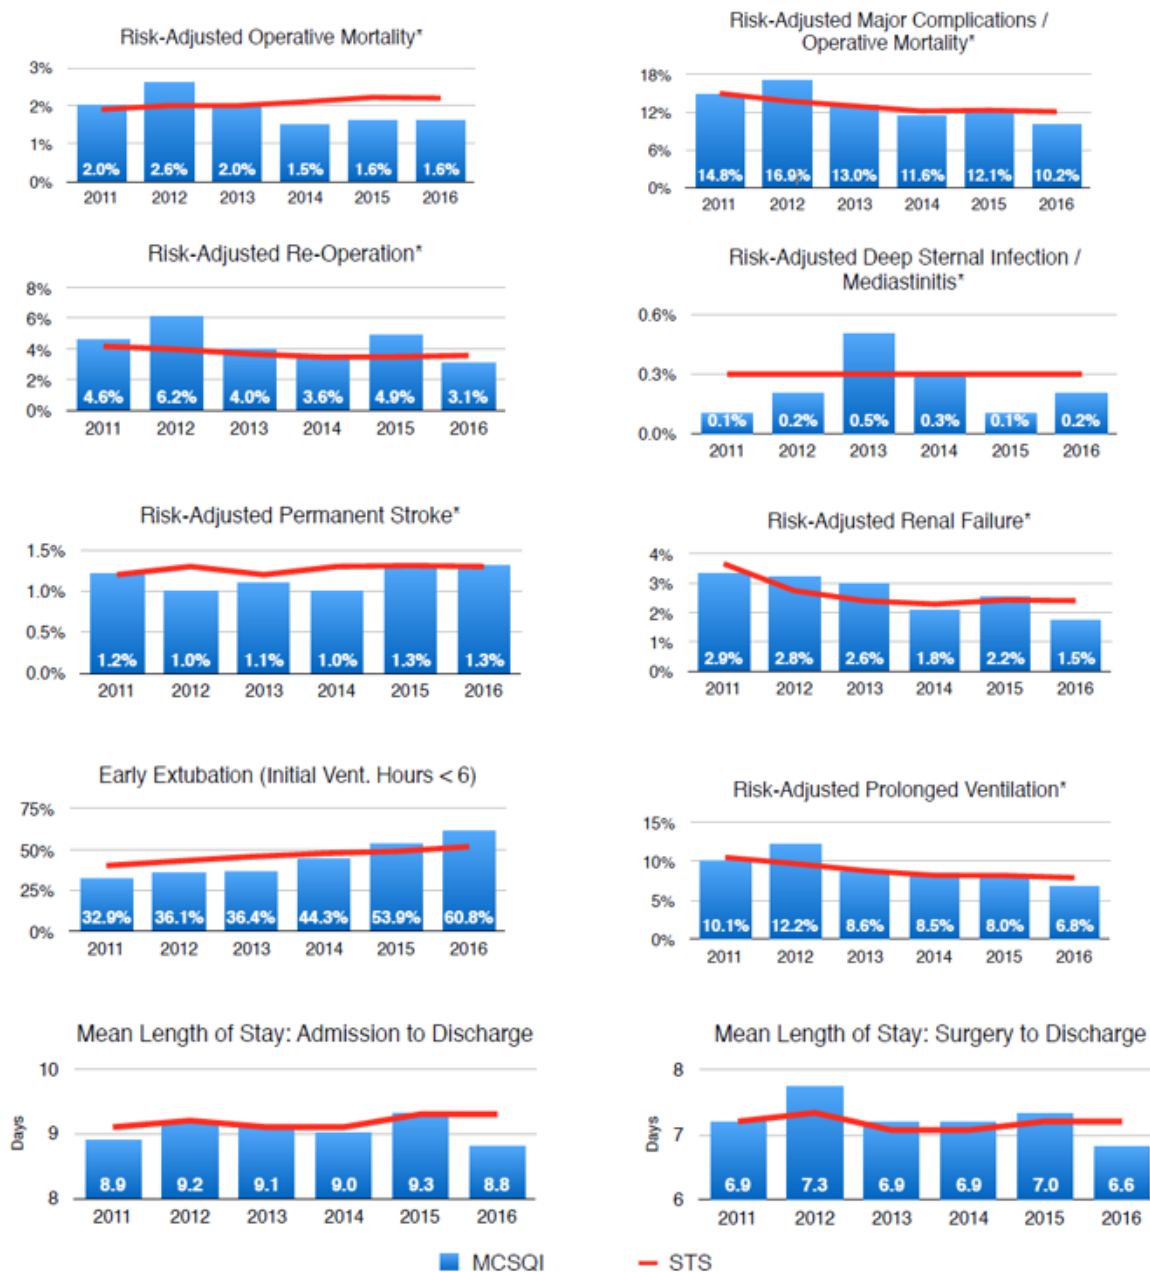 Risk-Adjusted Operative Mortality*
3%
2%
1%
0%
2.0% 2.6% 2.0% 1.5% 1.6% 1.6%
2011 2012 2013 2014 2015 2016
Risk-Adjusted Major Complications /
Operative Mortality*
18%
12%
6%
0%
14.8% 16.9% 13.0% 11.6% 12.1% 10.2%
2011 2012 2013 2014 2015 2016
Risk-Adjusted Re-Operation*
8%
6%
4%
2%
0%
4.6% 6.2% 4.0% 3.6% 4.9% 3.1%
2011 2012 2013 2014 2015 2016
Risk-Adjusted Deep Sternal Infection /
Mediastinitis*
0.6%
0.3%
0.0%
0.1% 0.2% 0.5% 0.3% 0.1% 0.2%
2011 2012 2013 2014 2015 2016
Risk-Adjusted Permanent Stroke*
1.5%
1.0%
0.5%
0.0%
1.2% 1.0% 1.1% 1.0% 1.3% 1.3%
2011 2012 2013 2014 2015 2016
Risk-Adjusted Renal Failure*
4%
3%
2%
1%
0%
2.9% 2.8% 2.6% 1.8% 2.2% 1.5%
2011 2012 2013 2014 2015 2016
Early Extubation (Initial Vent. Hours < 6)
75%
50%
25%
0%
32.9% 36.1% 36.4% 44.3% 53.9% 60.8%
2011 2012 2013 2014 2015 2016
Risk-Adjusted Prolonged Ventilation*
15%
10%
5%
0%
10.1% 12.2% 8.6% 8.5% 8.0% 6.8%
2011 2012 2013 2014 2015 2016
Mean Length of Stay: Admission to Discharge
Days
10
9
8
8.9 9.2 9.1 9.0 9.3 8.8
2011 2012 2013 2014 2015 2016
Mean Length of Stay: Surgery to Discharge
Days
8
7
6
6.9 7.3 6.9 6.9 7.0 6.6
2011 2012 2013 2014 2015 2016
MCSQI STS